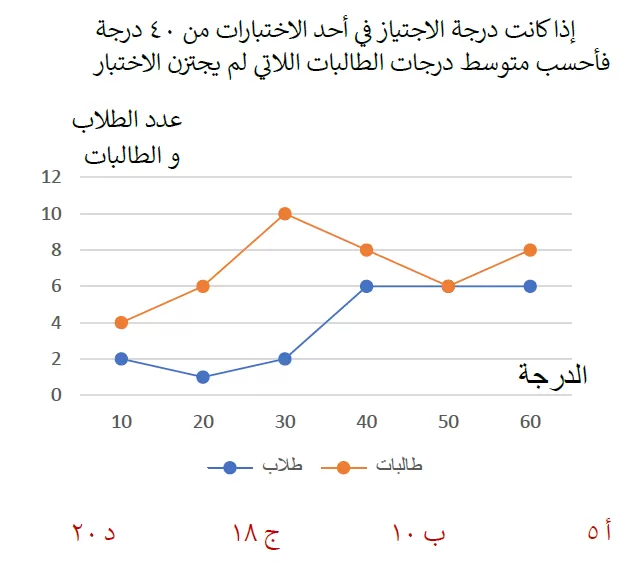 إذا كانت درجة الاجتياز في أحد الاختبارات من ٤٠ درجة
فأحسب متوسط درجات الطالبات اللاتي لم يجتزن الاختبار
عدد الطلاب
و الطالبات
12
10
8
6
4
2
0
الدرجة
10 20 30 40 50 60
طلاب طالبات
أ ٥ ب ١٠ ج ١٨ د ٢٠